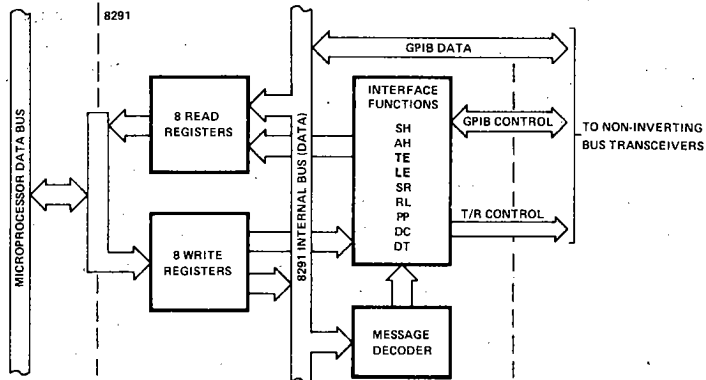 8291
GPIB DATA
MICROPROCESSOR DATA BUS
8 READ
REGISTERS
8 WRITE
REGISTERS
8291 INTERNAL BUS (DATA)
INTERFACE
FUNCTIONS
SH
AH
TE
LE
SR
RL
PP
DC
DT
GPIB CONTROL
T/R CONTROL
TO NON-INVERTING
BUS TRANSCEIVERS
MESSAGE
DECODER